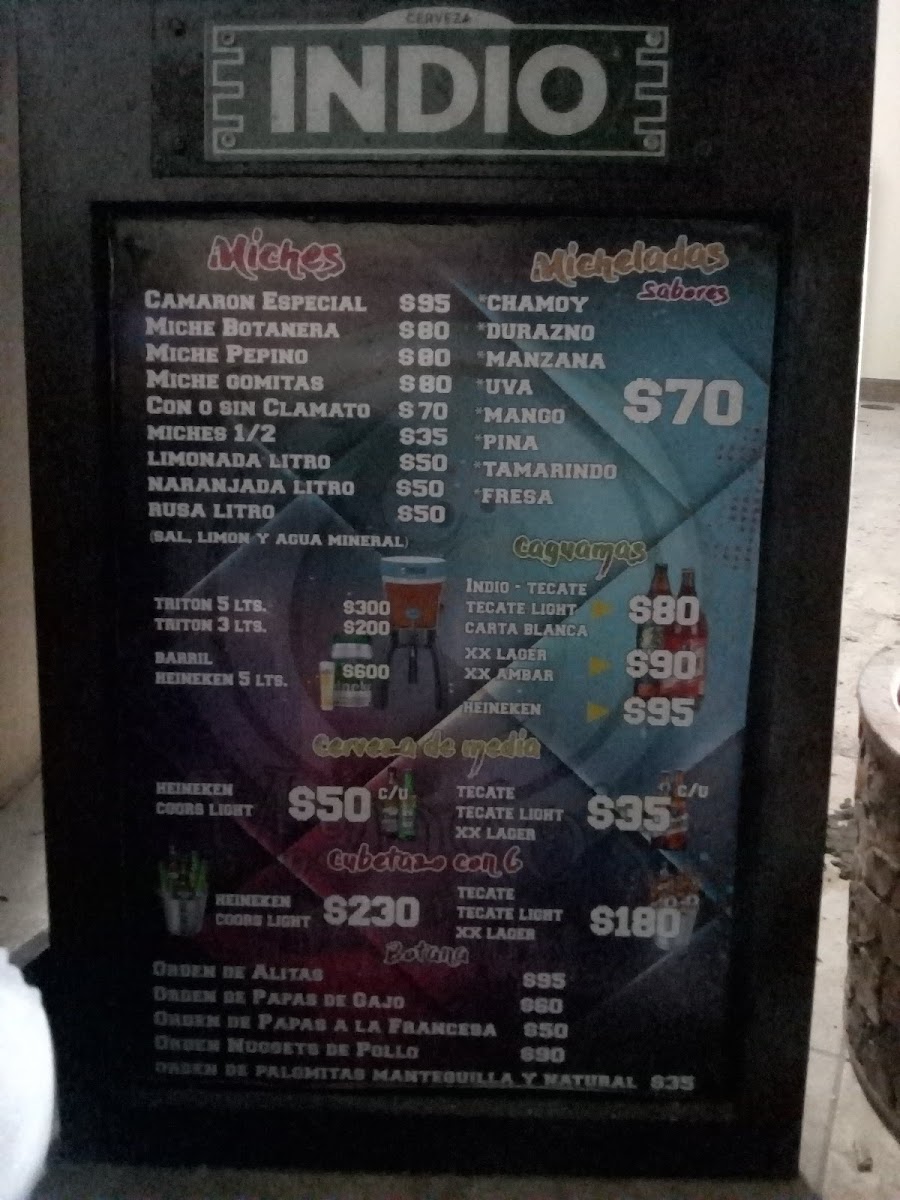 CERVEZA
INDIO
Miches
CAMARON ESPECIAL $95
MICHE BOTANERA $80
MICHE PEPINO $80
MICHE GOMITAS $80
CON O SIN CLAMATO $70
MICHES 1/2 $35
LIMONADA LITRO $50
NARANJADA LITRO $50
RUSA LITRO $50
(SAL, LIMON Y AGUA MINERAL)
TRITON 5 LTS. $300
TRITON 3 LTS. $200
BARRIL
HEINEKEN 5 LTS. $600
Micheladas
Sabores
*CHAMOY
*DURAZNO
*MANZANA
*UVA
$70
*MANGO
*PINA
*TAMARINDO
*FRESA
Caguamas
INDIO - TECATE
TECATE LIGHT $80
CARTA BLANCA
XX LAGER
XX AMBAR $90
HEINEKEN $95
Cerveza de media
HEINEKEN
COORS LIGHT $50 C/U
TECATE
TECATE LIGHT $35 C/U
XX LAGER
Cubetazo con 6
HEINEKEN
COORS LIGHT $230
TECATE
TECATE LIGHT $180
XX LAGER
Botana
ORDEN DE ALITAS $95
ORDEN DE PAPAS DE GAJO $60
ORDEN DE PAPAS A LA FRANCESA $50
ORDEN NUGGETS DE POLLO $90
ORDEN DE PALOMITAS MANTEQUILLA Y NATURAL $35